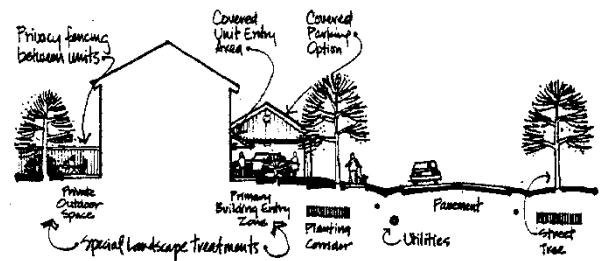 Privacy fencing
between units
Covered
Unit Entry
Area
Covered
Parking
Option
Private
Outdoor
Space
Primary
Building Entry
Zone
Planting
Corridor
Pavement
Utilities
Street
Tree
Special Landscape Treatments